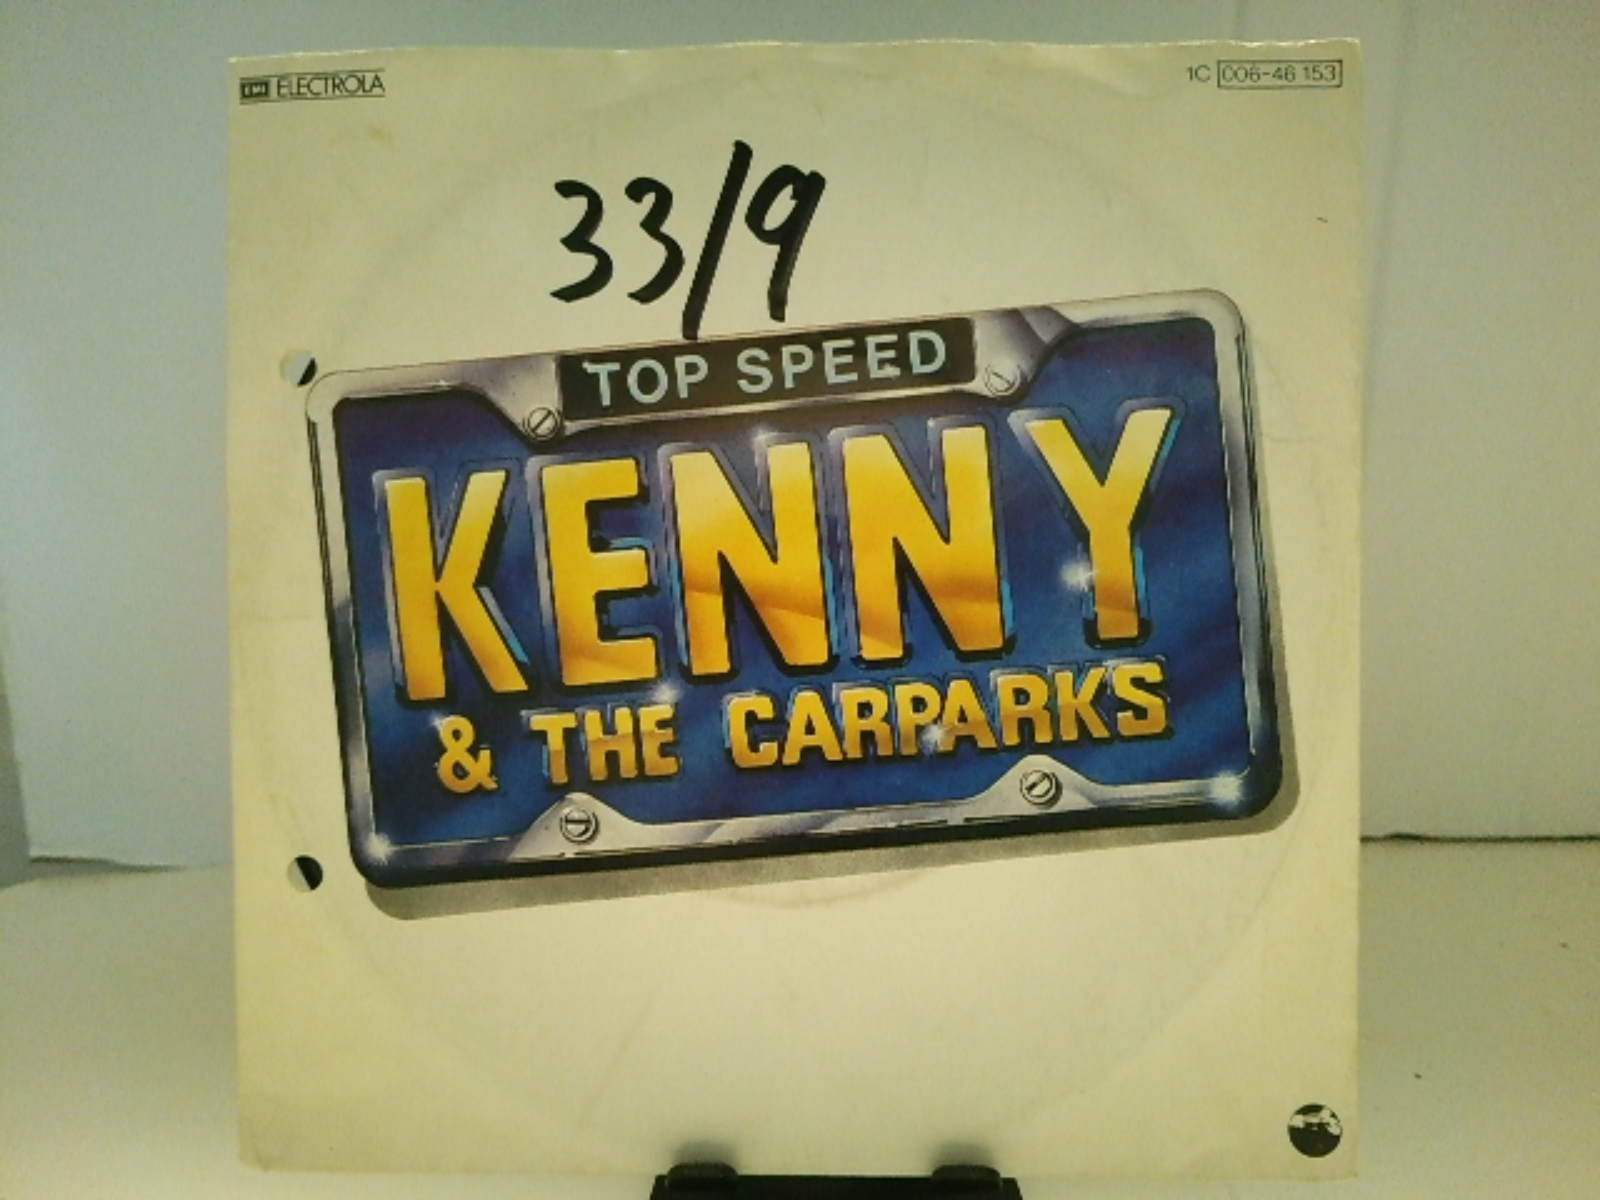 EMI ELECTROLA
1C 006-46 153
33/9
TOP SPEED
KENNY
& THE CARPARKS